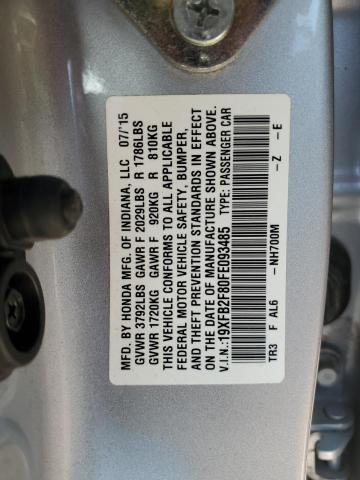 MFD. BY HONDA MFG. OF INDIANA, LLC 07/'15
GVWR 3792LBS GAWR F 2029LBS R 1786LBS
GVWR 1720KG GAWR F 920KG R 810KG
THIS VEHICLE CONFORMS TO ALL APPLICABLE
FEDERAL MOTOR VEHICLE SAFETY, BUMPER,
AND THEFT PREVENTION STANDARDS IN EFFECT
ON THE DATE OF MANUFACTURE SHOWN ABOVE.
V.I.N.:19XFB2F80FE093485 TYPE: PASSENGER CAR
TR3 F AL6 -NH700M -Z -E